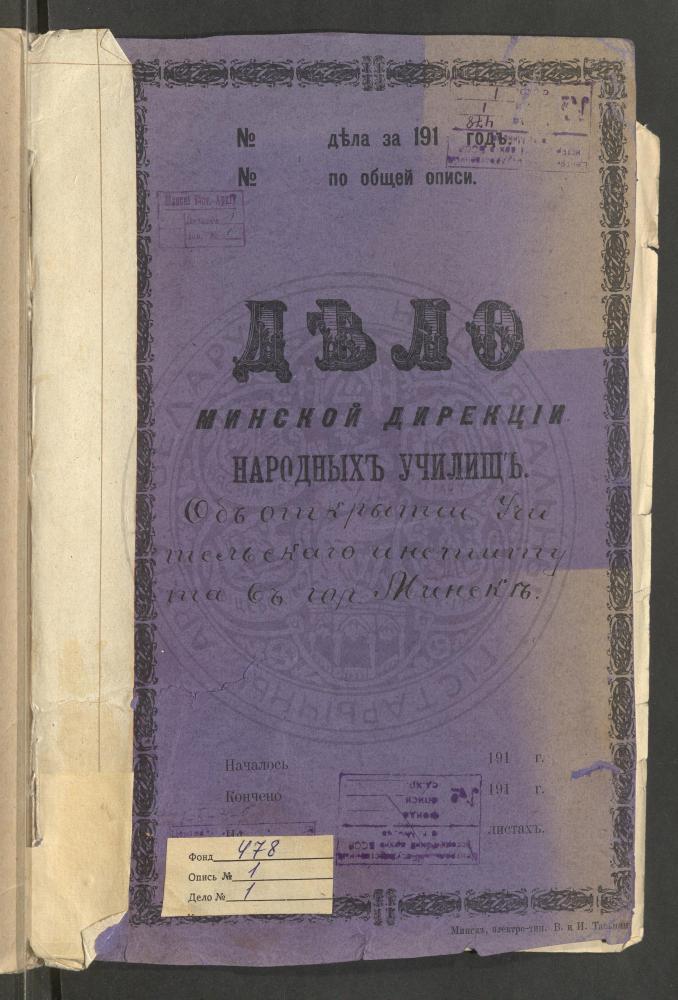 № дѣла за 191 годъ.
№ по общей описи.
478
ДѢЛО
МИНСКОЙ ДИРЕКЦІИ
НАРОДНЫХЪ УЧИЛИЩЪ.
Объ открытіи Учи
тельскаго институ
та въ гор Минскѣ.
Началось 191 г.
Кончено 191 г.
листахъ.
Фонд 478
Опись № 1
Дело № 1
Минскъ, электро-тип. В. и И.